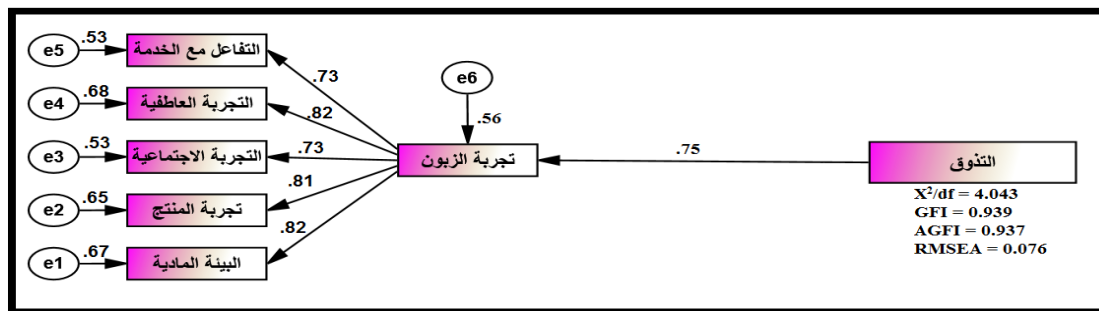 e5
.53
التفاعل مع الخدمة
.73
e4
.68
التجربة العاطفية
.82
e3
.53
التجربة الاجتماعية
.73
e2
.65
تجربة المنتج
.81
e1
.67
البيئة المادية
.82
e6
.56
تجربة الزبون
.75
التذوق
X²/df = 4.043
GFI = 0.939
AGFI = 0.937
RMSEA = 0.076